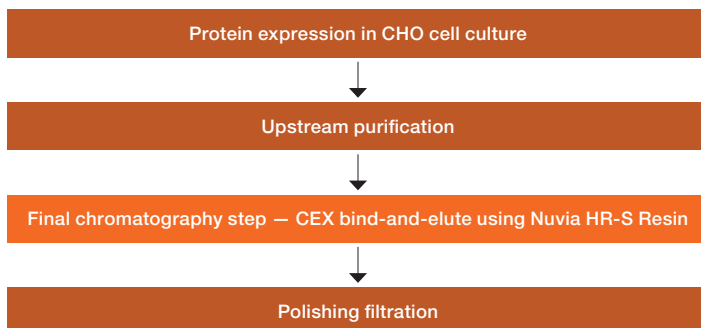 Protein expression in CHO cell culture
Upstream purification
Final chromatography step — CEX bind-and-elute using Nuvia HR-S Resin
Polishing filtration